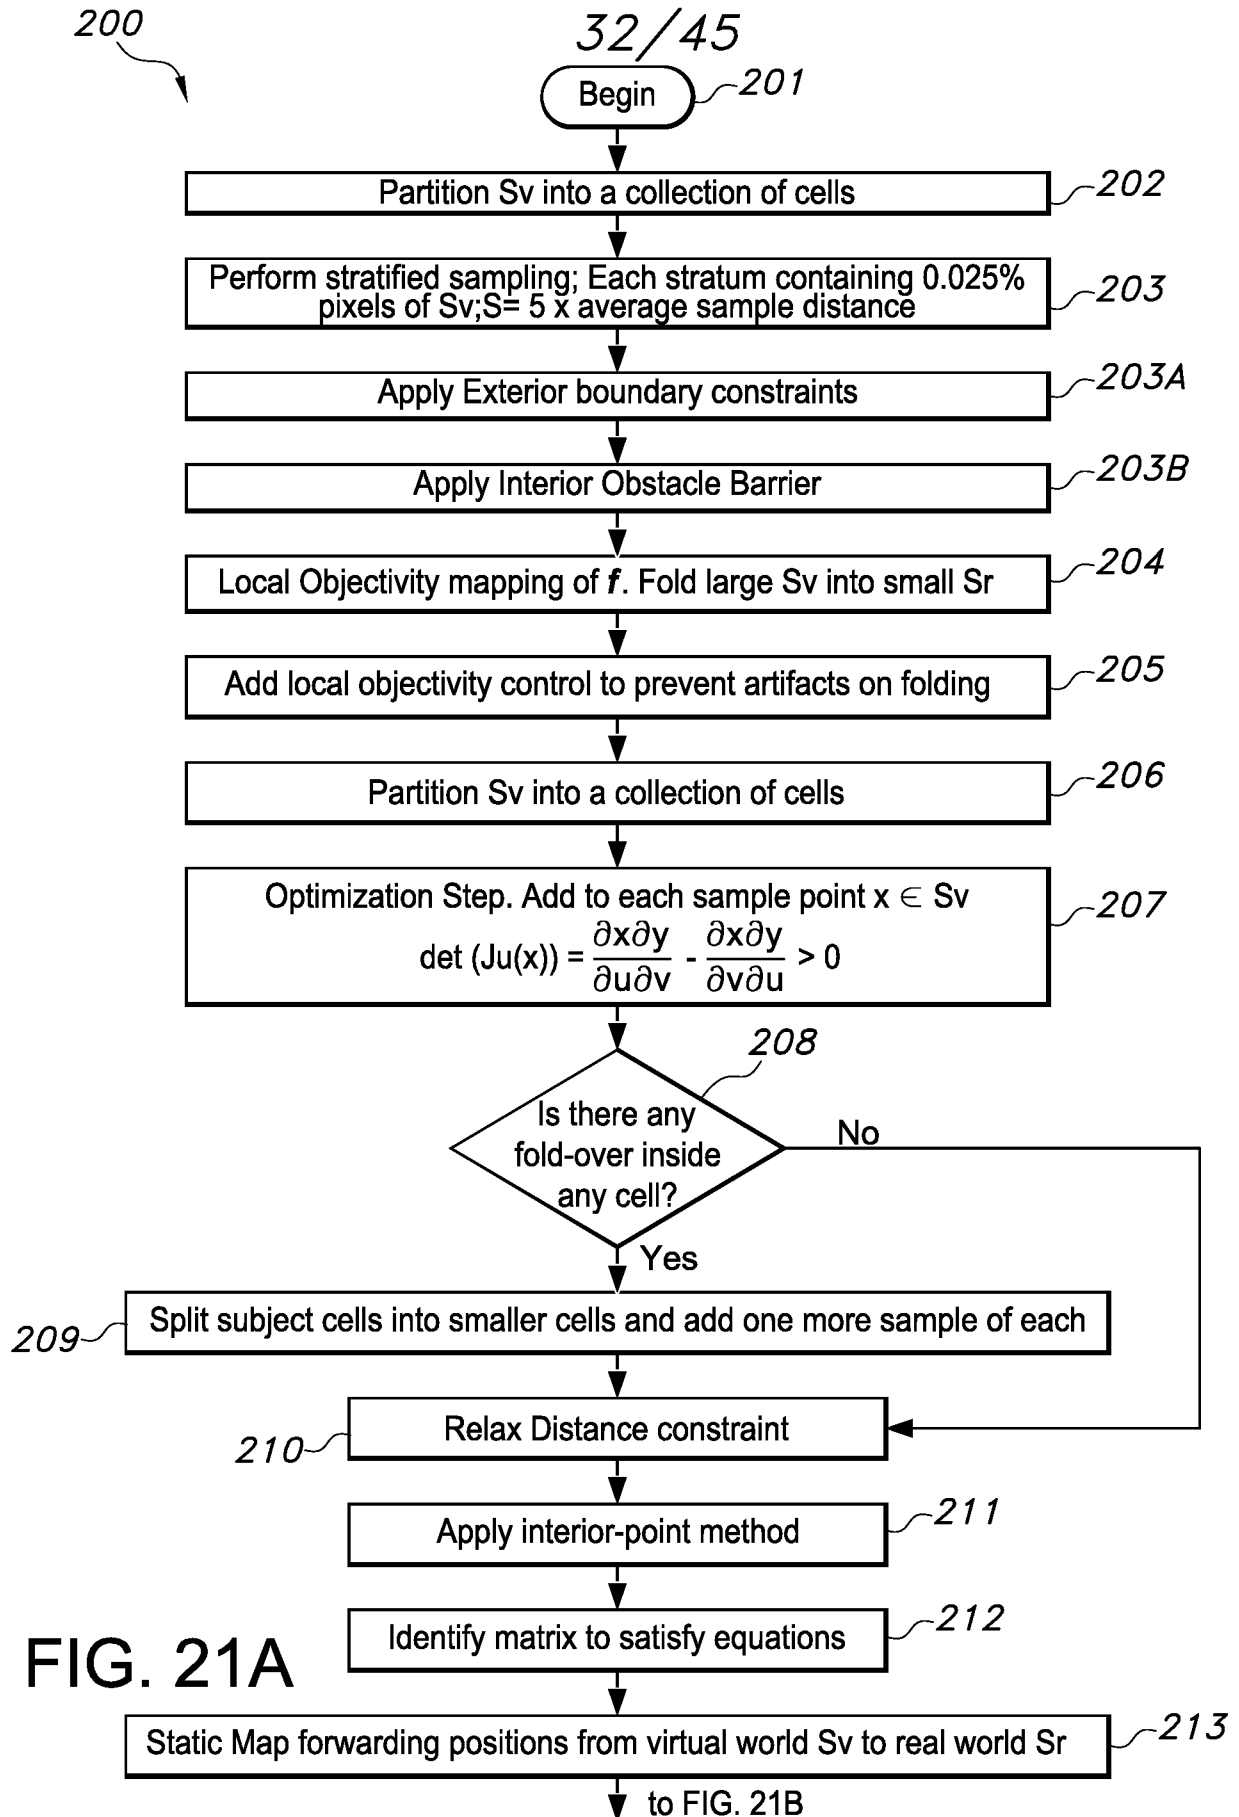 200
32/45
Begin
201
Partition Sv into a collection of cells
202
Perform stratified sampling; Each stratum containing 0.025%
pixels of Sv;S= 5 x average sample distance
203
Apply Exterior boundary constraints
203A
Apply Interior Obstacle Barrier
203B
Local Objectivity mapping of f. Fold large Sv into small Sr
204
Add local objectivity control to prevent artifacts on folding
205
Partition Sv into a collection of cells
206
Optimization Step. Add to each sample point x ∈ Sv
det (Ju(x)) = ∂x∂y/∂u∂v - ∂x∂y/∂v∂u > 0
207
208
Is there any
fold-over inside
any cell?
No
Yes
Split subject cells into smaller cells and add one more sample of each
209
Relax Distance constraint
210
Apply interior-point method
211
Identify matrix to satisfy equations
212
FIG. 21A
Static Map forwarding positions from virtual world Sv to real world Sr
213
to FIG. 21B